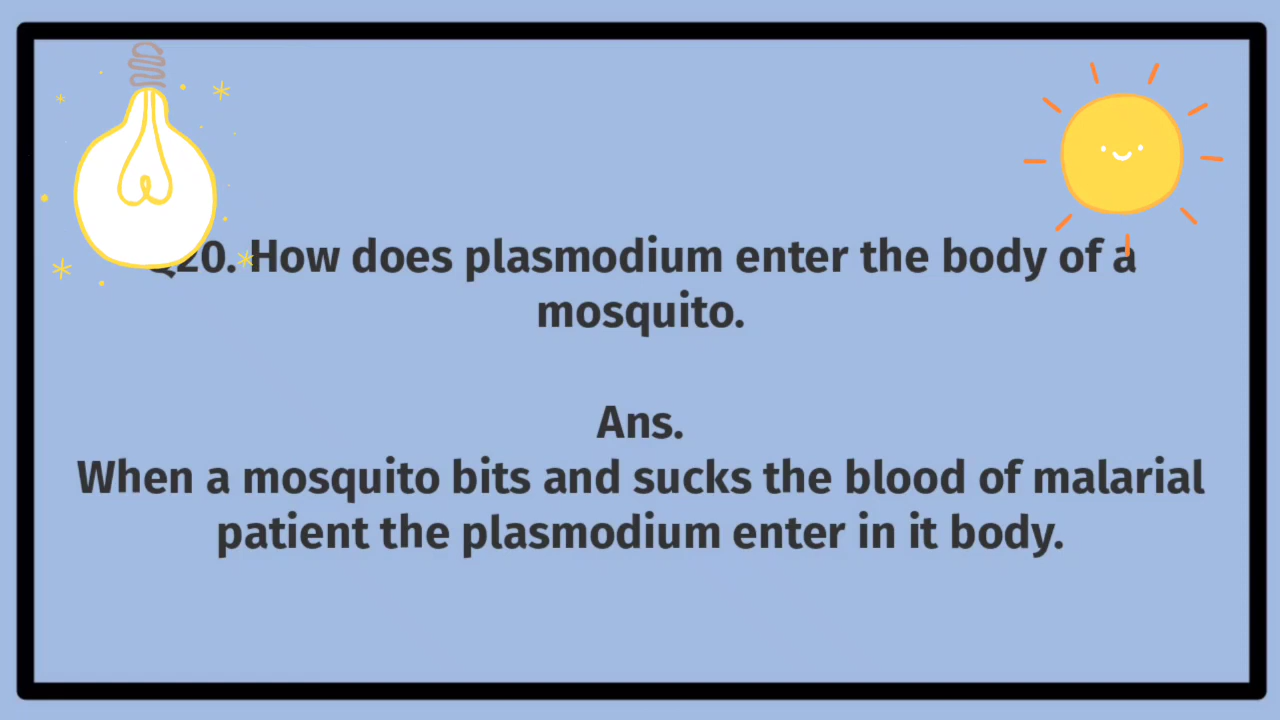 Q20. How does plasmodium enter the body of a
mosquito.
Ans.
When a mosquito bits and sucks the blood of malarial
patient the plasmodium enter in it body.